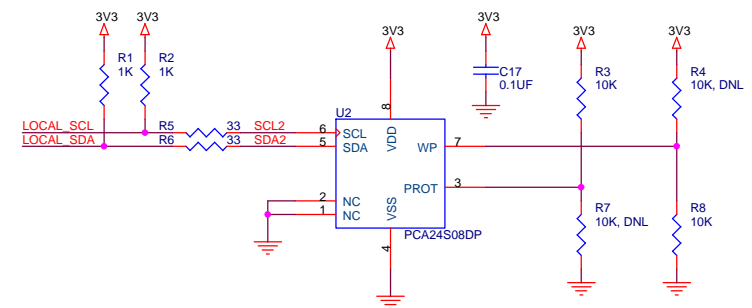 3V3 3V3 3V3 3V3 3V3 3V3
R1 R2 R3 R4
1K 1K C17 10K 10K, DNL
0.1UF
8
U2
LOCAL_SCL R5 33 SCL2 6 SCL VDD
LOCAL_SDA R6 33 SDA2 5 SDA WP 7
PROT 3
2 NC
1 NC VSS R7 R8
10K, DNL 10K
PCA24S08DP
4